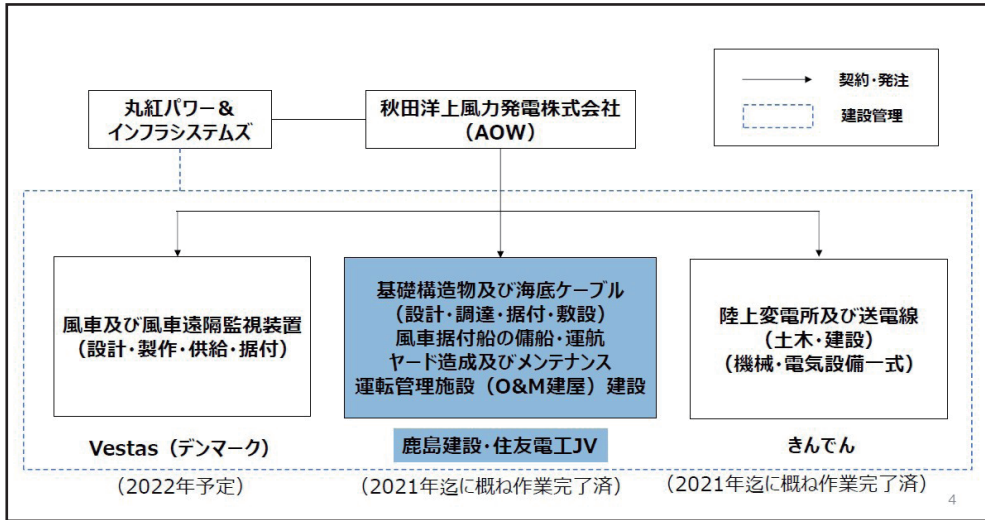 契約・発注
建設管理
丸紅パワー&
インフラシステムズ
秋田洋上風力発電株式会社
(AOW)
風車及び風車遠隔監視装置
(設計・製作・供給・据付)
基礎構造物及び海底ケーブル
(設計・調達・据付・敷設)
風車据付船の傭船・運航
ヤード造成及びメンテナンス
運転管理施設(O&M建屋)建設
陸上変電所及び送電線
(土木・建設)
(機械・電気設備一式)
Vestas(デンマーク)
鹿島建設・住友電工JV
きんでん
(2022年予定)
(2021年迄に概ね作業完了済)
(2021年迄に概ね作業完了済)
4